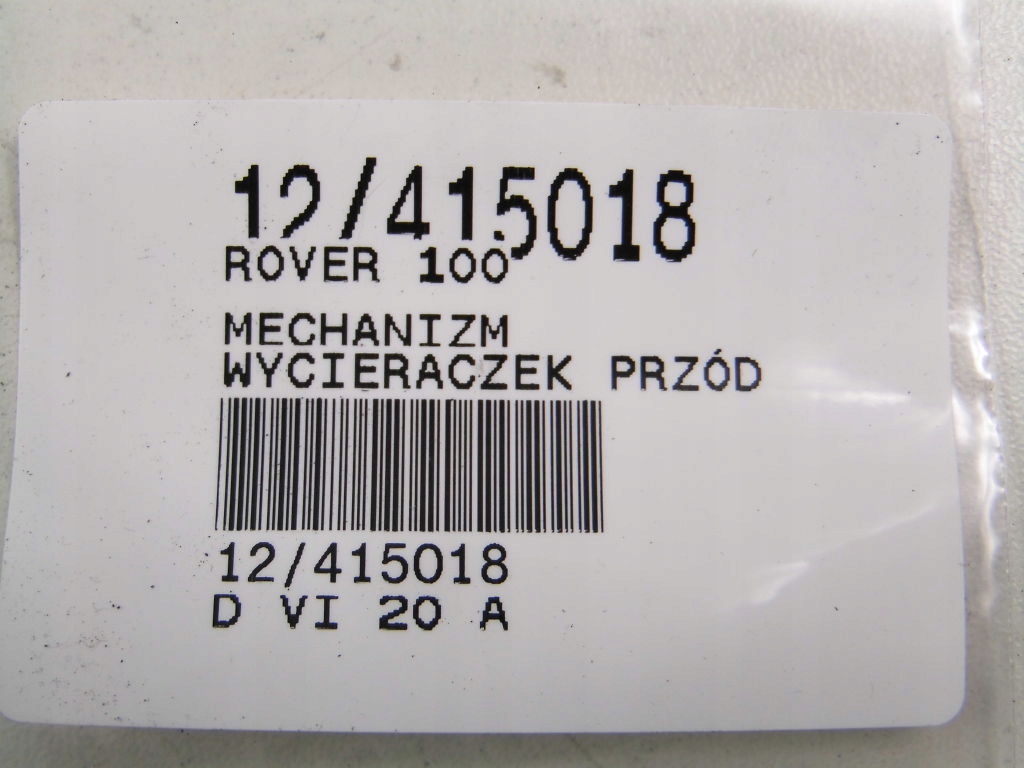 12/415018
ROVER 100
MECHANIZM
WYCIERACZEK PRZÓD
12/415018
D VI 20 A